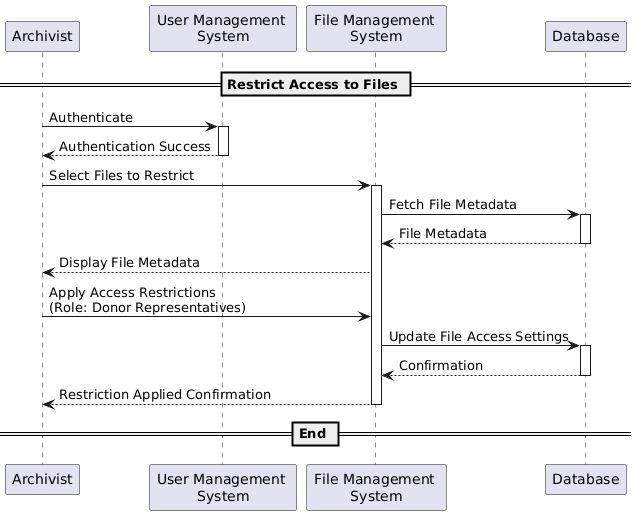 Archivist
User Management
System
File Management
System
Database
Restrict Access to Files
Authenticate
Authentication Success
Select Files to Restrict
Fetch File Metadata
File Metadata
Display File Metadata
Apply Access Restrictions
(Role: Donor Representatives)
Update File Access Settings
Confirmation
Restriction Applied Confirmation
End
Archivist
User Management
System
File Management
System
Database